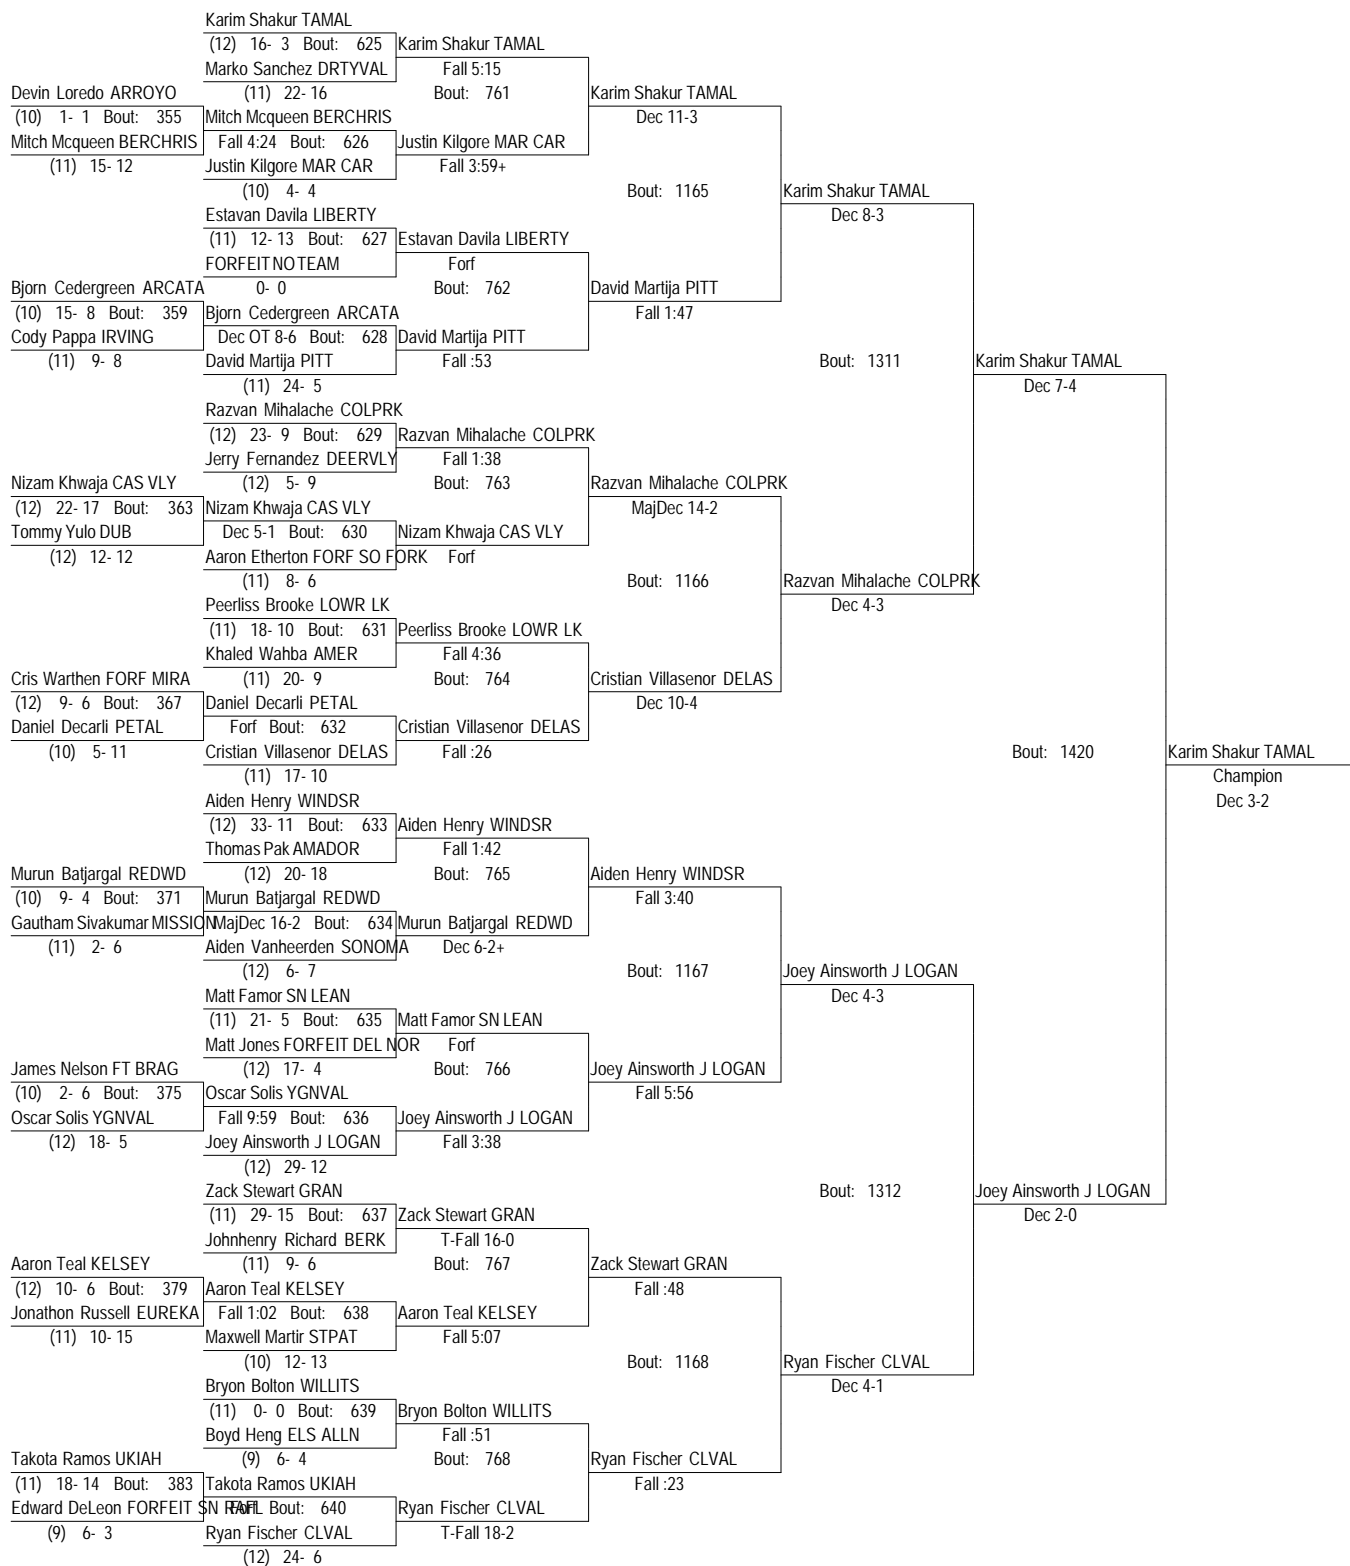 Karim Shakur TAMAL
(12) 16- 3 Bout: 625 Karim Shakur TAMAL
Marko Sanchez DRTYVAL Fall 5:15
Devin Loredo ARROYO (11) 22- 16 Bout: 761 Karim Shakur TAMAL
(10) 1- 1 Bout: 355 Mitch Mcqueen BERCHRIS Dec 11-3
Mitch Mcqueen BERCHRIS Fall 4:24 Bout: 626 Justin Kilgore MAR CAR
(11) 15- 12 Justin Kilgore MAR CAR Fall 3:59+
(10) 4- 4 Bout: 1165 Karim Shakur TAMAL
Estavan Davila LIBERTY Dec 8-3
(11) 12- 13 Bout: 627 Estavan Davila LIBERTY
FORFEIT NO TEAM Forf
Bjorn Cedergreen ARCATA 0- 0 Bout: 762 David Martija PITT
(10) 15- 8 Bout: 359 Bjorn Cedergreen ARCATA Fall 1:47
Cody Pappa IRVING Dec OT 8-6 Bout: 628 David Martija PITT
(11) 9- 8 David Martija PITT Fall :53 Bout: 1311 Karim Shakur TAMAL
(11) 24- 5 Dec 7-4
Razvan Mihalache COLPRK
(12) 23- 9 Bout: 629 Razvan Mihalache COLPRK
Jerry Fernandez DEERVLY Fall 1:38
Nizam Khwaja CAS VLY (12) 5- 9 Bout: 763 Razvan Mihalache COLPRK
(12) 22- 17 Bout: 363 Nizam Khwaja CAS VLY MajDec 14-2
Tommy Yulo DUB Dec 5-1 Bout: 630 Nizam Khwaja CAS VLY
(12) 12- 12 Aaron Etherton FORF SO FORK Forf
(11) 8- 6 Bout: 1166 Razvan Mihalache COLPRK
Peerliss Brooke LOWR LK Dec 4-3
(11) 18- 10 Bout: 631 Peerliss Brooke LOWR LK
Khaled Wahba AMER Fall 4:36
Cris Warthen FORF MIRA (11) 20- 9 Bout: 764 Cristian Villasenor DELAS
(12) 9- 6 Bout: 367 Daniel Decarli PETAL Dec 10-4
Daniel Decarli PETAL Forf Bout: 632 Cristian Villasenor DELAS
(10) 5- 11 Cristian Villasenor DELAS Fall :26 Bout: 1420 Karim Shakur TAMAL
(11) 17- 10 Champion
Aiden Henry WINDSR Dec 3-2
(12) 33- 11 Bout: 633 Aiden Henry WINDSR
Thomas Pak AMADOR Fall 1:42
Murun Batjargal REDWD (12) 20- 18 Bout: 765 Aiden Henry WINDSR
(10) 9- 4 Bout: 371 Murun Batjargal REDWD Fall 3:40
Gautham Sivakumar MISSION MajDec 16-2 Bout: 634 Murun Batjargal REDWD
(11) 2- 6 Aiden Vanheerden SONOMA Dec 6-2+
(12) 6- 7 Bout: 1167 Joey Ainsworth J LOGAN
Matt Famor SN LEAN Dec 4-3
(11) 21- 5 Bout: 635 Matt Famor SN LEAN
Matt Jones FORFEIT DEL NOR Forf
James Nelson FT BRAG (12) 17- 4 Bout: 766 Joey Ainsworth J LOGAN
(10) 2- 6 Bout: 375 Oscar Solis YGNVAL Fall 5:56
Oscar Solis YGNVAL Fall 9:59 Bout: 636 Joey Ainsworth J LOGAN
(12) 18- 5 Joey Ainsworth J LOGAN Fall 3:38
(12) 29- 12
Zack Stewart GRAN Bout: 1312 Joey Ainsworth J LOGAN
(11) 29- 15 Bout: 637 Zack Stewart GRAN Dec 2-0
Johnhenry Richard BERK T-Fall 16-0
Aaron Teal KELSEY (11) 9- 6 Bout: 767 Zack Stewart GRAN
(12) 10- 6 Bout: 379 Aaron Teal KELSEY Fall :48
Jonathon Russell EUREKA Fall 1:02 Bout: 638 Aaron Teal KELSEY
(11) 10- 15 Maxwell Martir STPAT Fall 5:07
(10) 12- 13 Bout: 1168 Ryan Fischer CLVAL
Bryon Bolton WILLITS Dec 4-1
(11) 0- 0 Bout: 639 Bryon Bolton WILLITS
Boyd Heng ELS ALLN Fall :51
Takota Ramos UKIAH (9) 6- 4 Bout: 768 Ryan Fischer CLVAL
(11) 18- 14 Bout: 383 Takota Ramos UKIAH Fall :23
Edward DeLeon FORFEIT SN RAFL Forf Bout: 640 Ryan Fischer CLVAL
(9) 6- 3 Ryan Fischer CLVAL T-Fall 18-2
(12) 24- 6